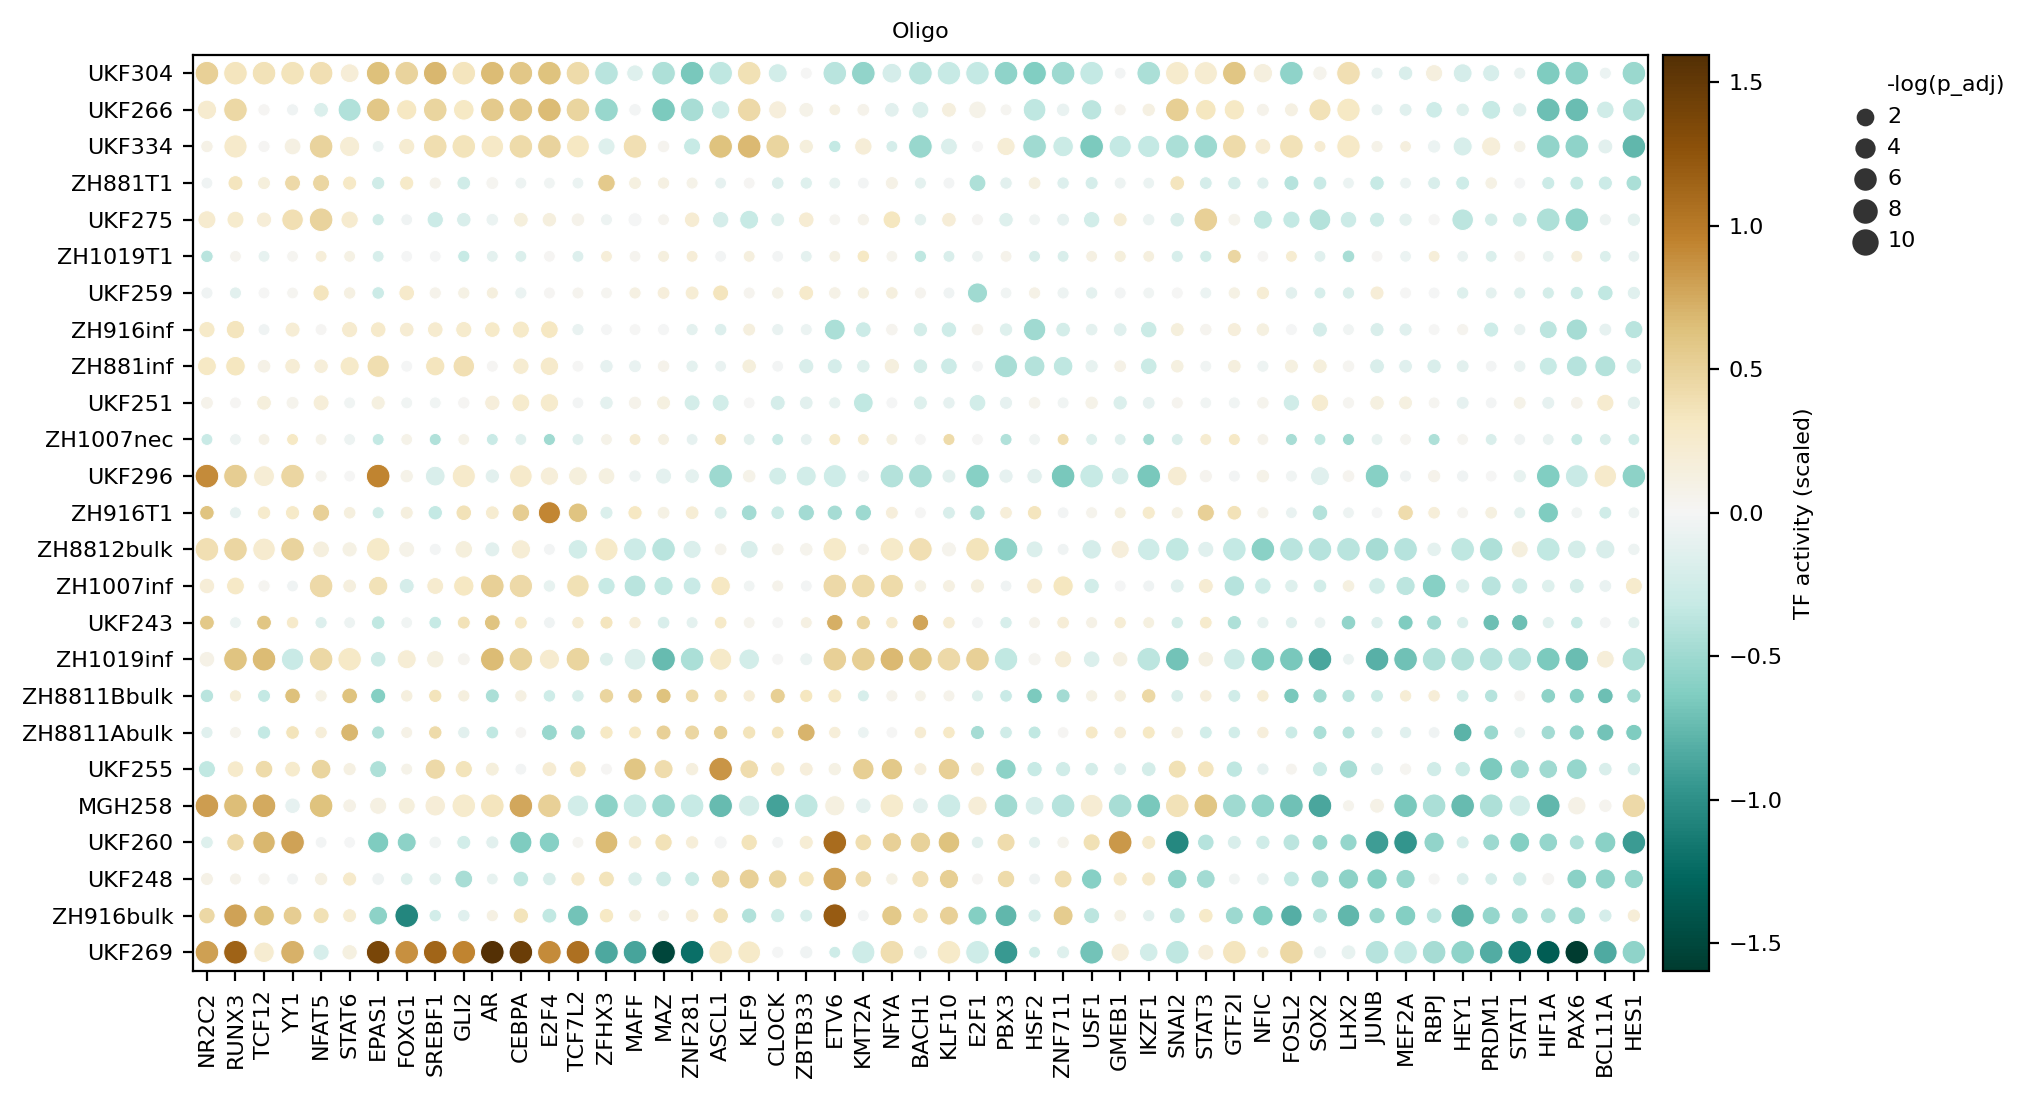 Oligo
UKF304
UKF266
UKF334
ZH881T1
UKF275
ZH1019T1
UKF259
ZH916inf
ZH881inf
UKF251
ZH1007nec
UKF296
ZH916T1
ZH8812bulk
ZH1007inf
UKF243
ZH1019inf
ZH8811Bbulk
ZH8811Abulk
UKF255
MGH258
UKF260
UKF248
ZH916bulk
UKF269
NR2C2
RUNX3
TCF12
YY1
NFAT5
STAT6
EPAS1
FOXG1
SREBF1
GLI2
AR
CEBPA
E2F4
TCF7L2
ZFHX3
MAFF
MAZ
ZNF281
ASCL1
KLF9
CLOCK
ZBTB33
ETV6
KMT2A
NFYA
BACH1
KLF10
E2F1
PBX3
HSF2
ZNF711
USF1
GMEB1
IKZF1
SNAI2
STAT3
GTF2I
NFIC
FOSL2
SOX2
LHX2
JUNB
MEF2A
RBPJ
HEY1
PRDM1
STAT1
HIF1A
PAX6
BCL11A
HES1
1.5
1.0
0.5
0.0
−0.5
−1.0
−1.5
TF activity (scaled)
-log(p_adj)
2
4
6
8
10